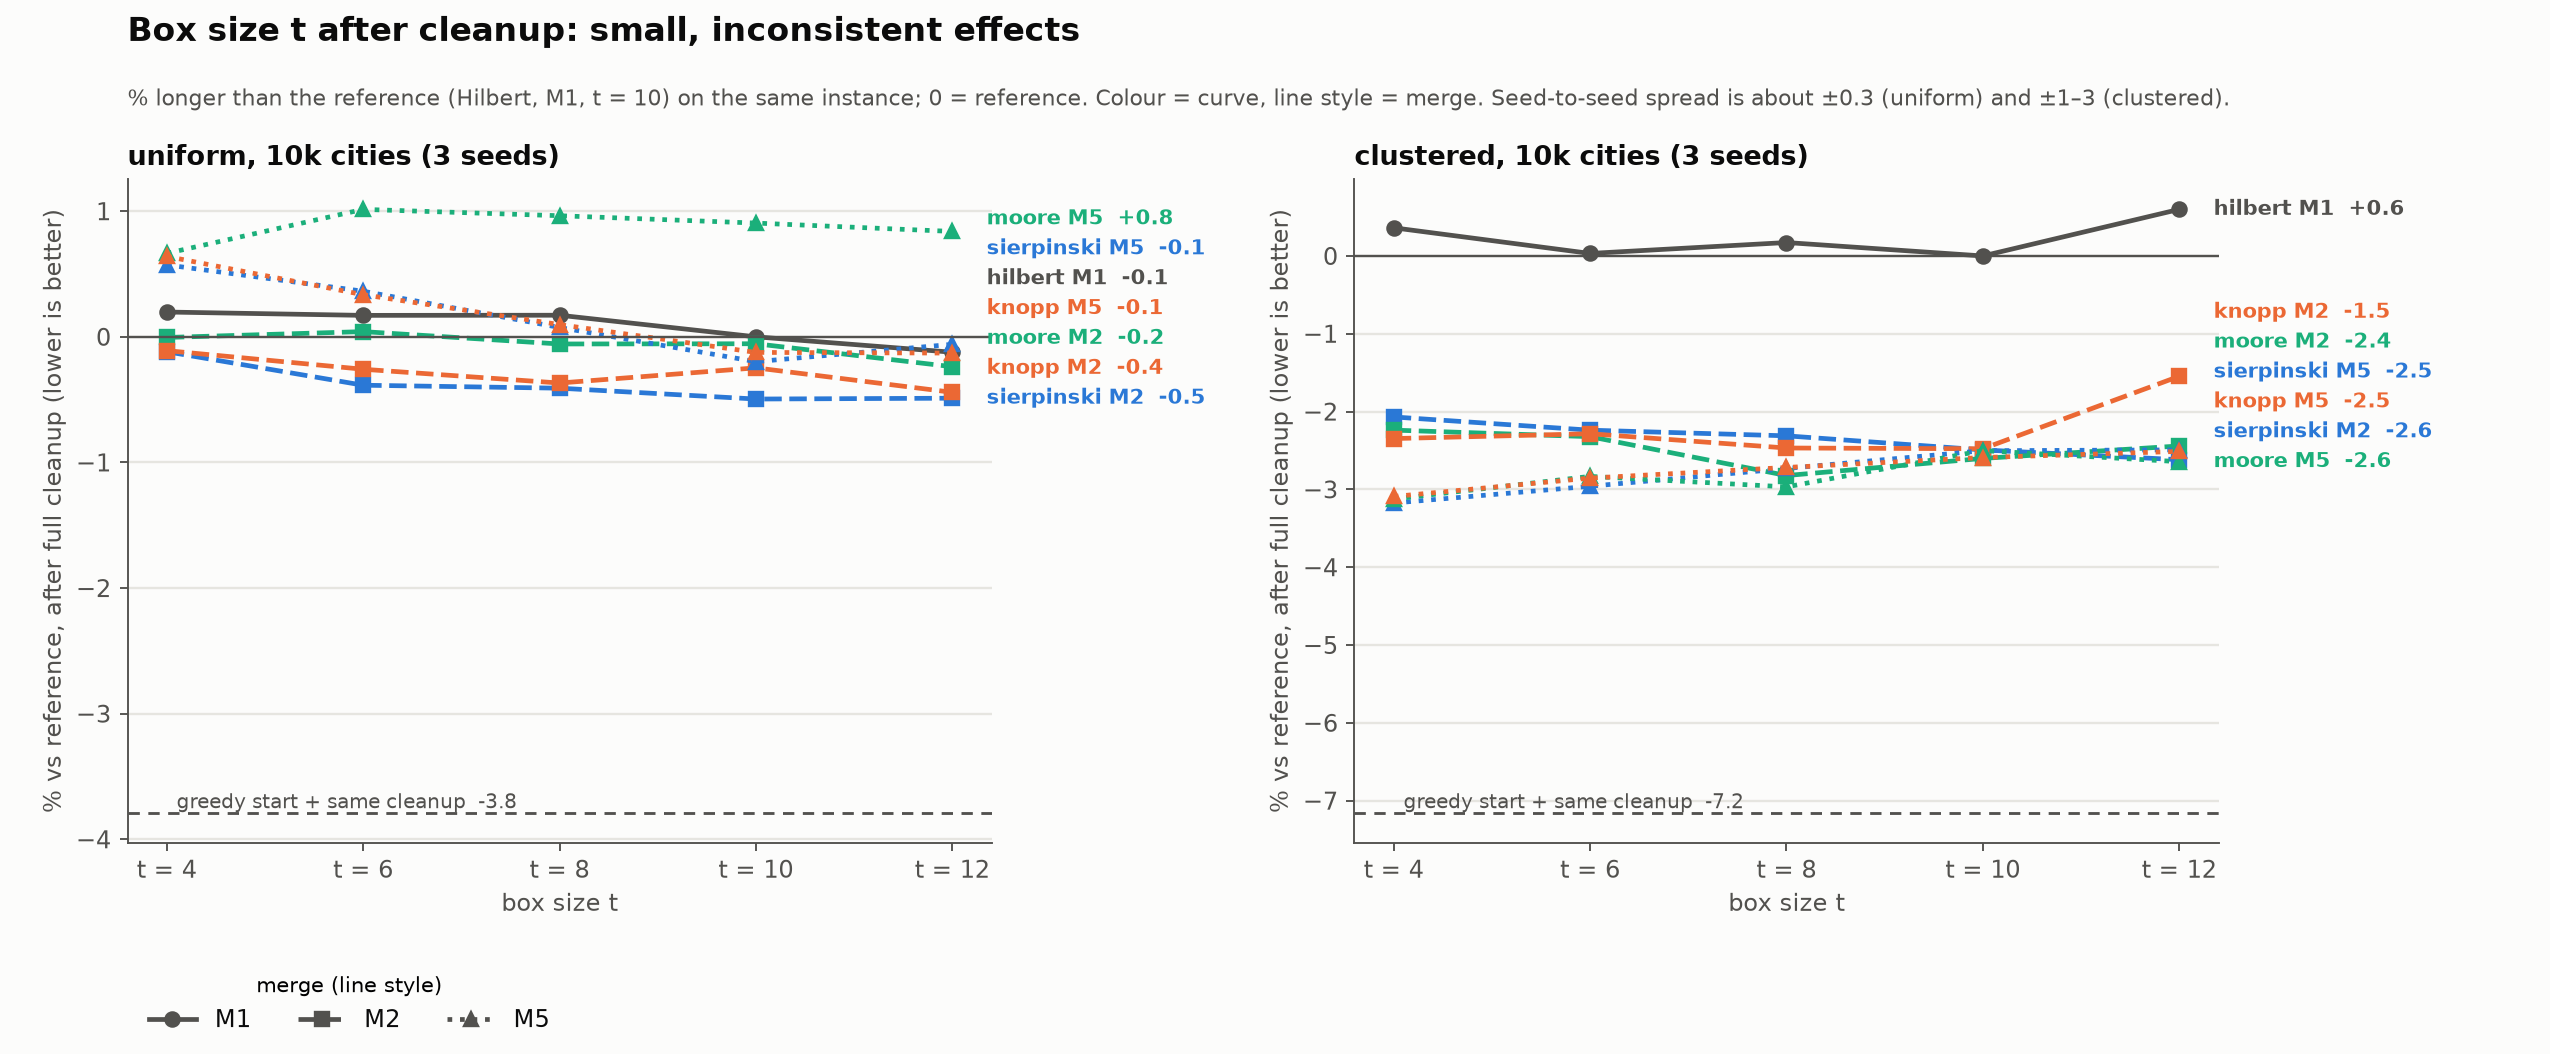 Box size t after cleanup: small, inconsistent effects
% longer than the reference (Hilbert, M1, t = 10) on the same instance; 0 = reference. Colour = curve, line style = merge. Seed-to-seed spread is about ±0.3 (uniform) and ±1–3 (clustered).
uniform, 10k cities (3 seeds)
% vs reference, after full cleanup (lower is better)
1
0
−1
−2
−3
−4
moore M5 +0.8
sierpinski M5 -0.1
hilbert M1 -0.1
knopp M5 -0.1
moore M2 -0.2
knopp M2 -0.4
sierpinski M2 -0.5
greedy start + same cleanup -3.8
t = 4
t = 6
t = 8
t = 10
t = 12
box size t
clustered, 10k cities (3 seeds)
% vs reference, after full cleanup (lower is better)
0
−1
−2
−3
−4
−5
−6
−7
hilbert M1 +0.6
knopp M2 -1.5
moore M2 -2.4
sierpinski M5 -2.5
knopp M5 -2.5
sierpinski M2 -2.6
moore M5 -2.6
greedy start + same cleanup -7.2
t = 4
t = 6
t = 8
t = 10
t = 12
box size t
merge (line style)
M1
M2
M5